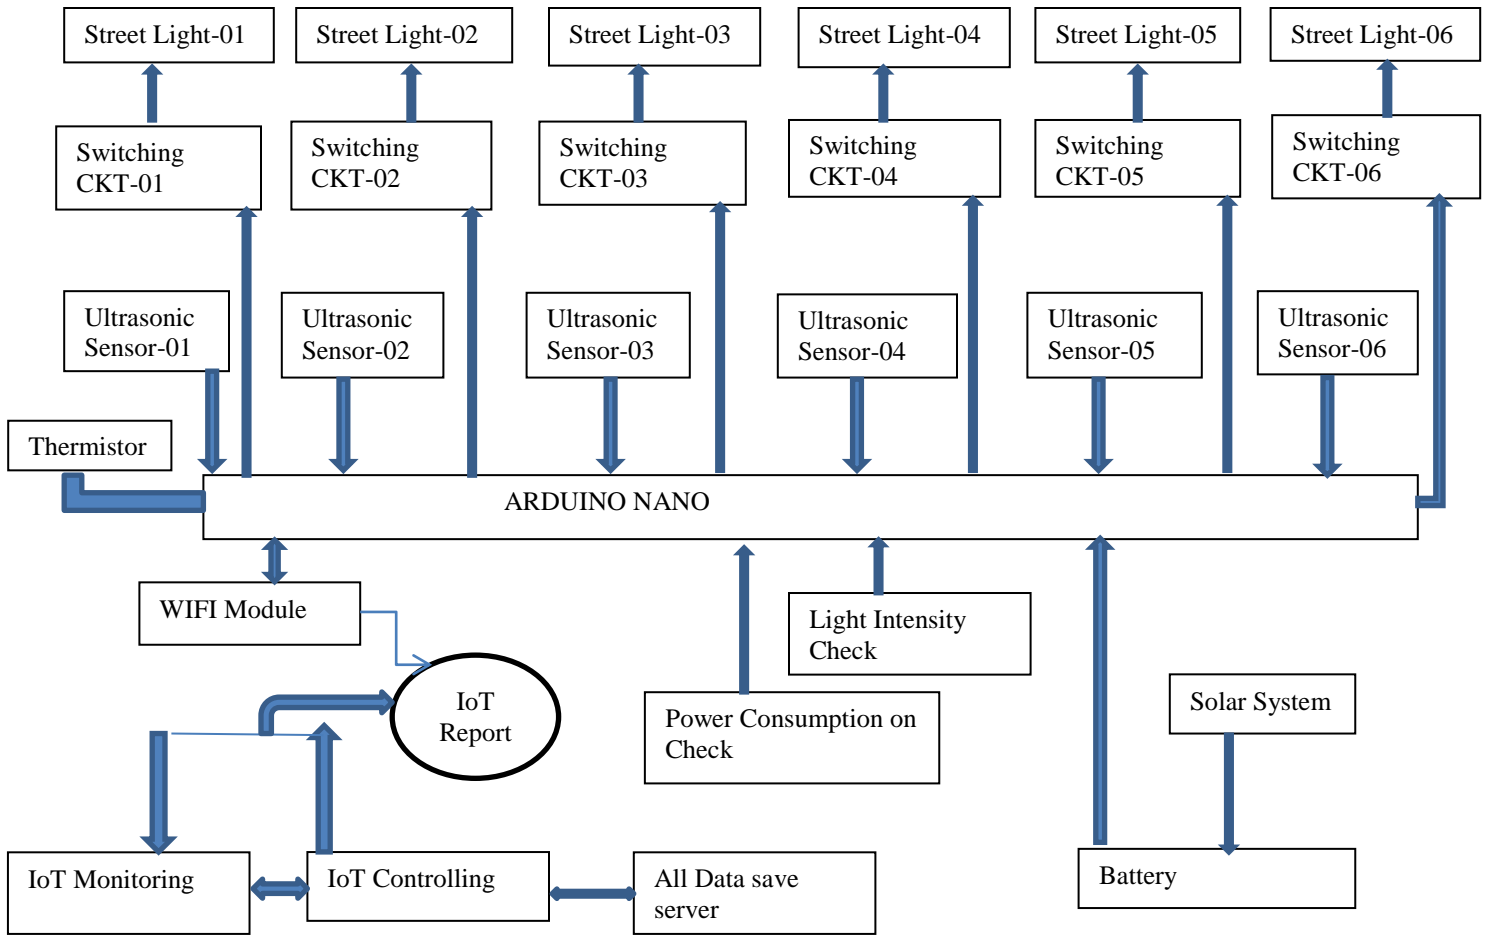 Street Light-01
Street Light-02
Street Light-03
Street Light-04
Street Light-05
Street Light-06
Switching
CKT-01
Switching
CKT-02
Switching
CKT-03
Switching
CKT-04
Switching
CKT-05
Switching
CKT-06
Ultrasonic
Sensor-01
Ultrasonic
Sensor-02
Ultrasonic
Sensor-03
Ultrasonic
Sensor-04
Ultrasonic
Sensor-05
Ultrasonic
Sensor-06
Thermistor
ARDUINO NANO
WIFI Module
Light Intensity
Check
IoT
Report
Power Consumption on
Check
Solar System
IoT Monitoring
IoT Controlling
All Data save
server
Battery